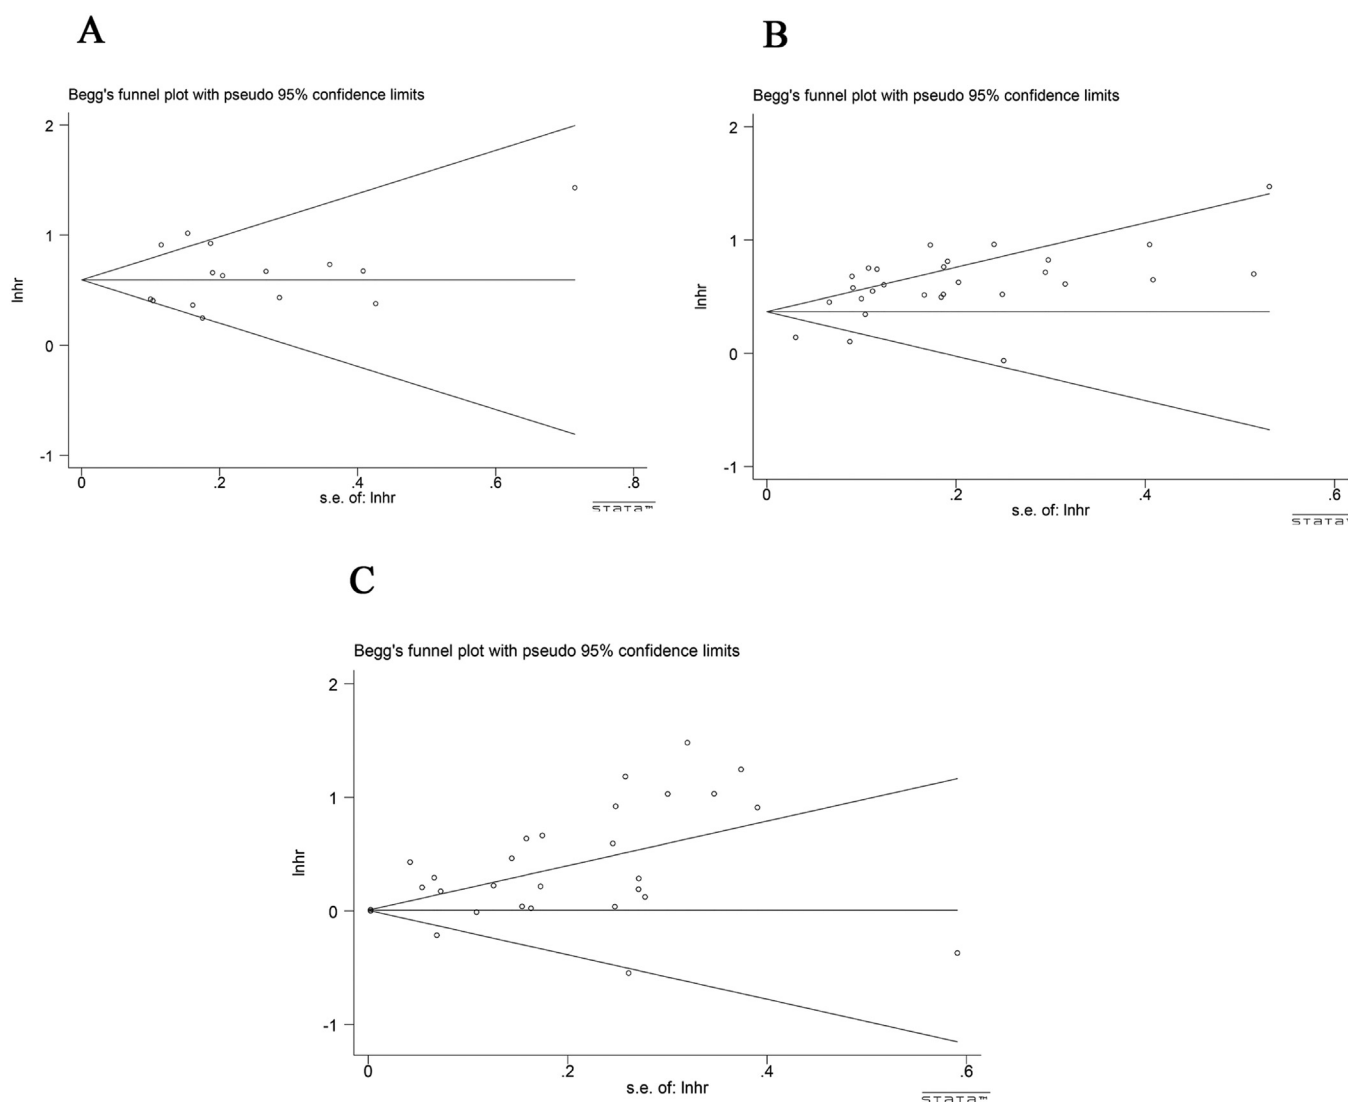 A
Begg's funnel plot with pseudo 95% confidence limits
2
1
0
-1
lnhr
0 .2 .4 .6 .8
s.e. of: lnhr
STATA™
B
Begg's funnel plot with pseudo 95% confidence limits
2
1
0
-1
lnhr
0 .2 .4 .6
s.e. of: lnhr
C
Begg's funnel plot with pseudo 95% confidence limits
2
1
0
-1
lnhr
0 .2 .4 .6
s.e. of: lnhr
STATA™